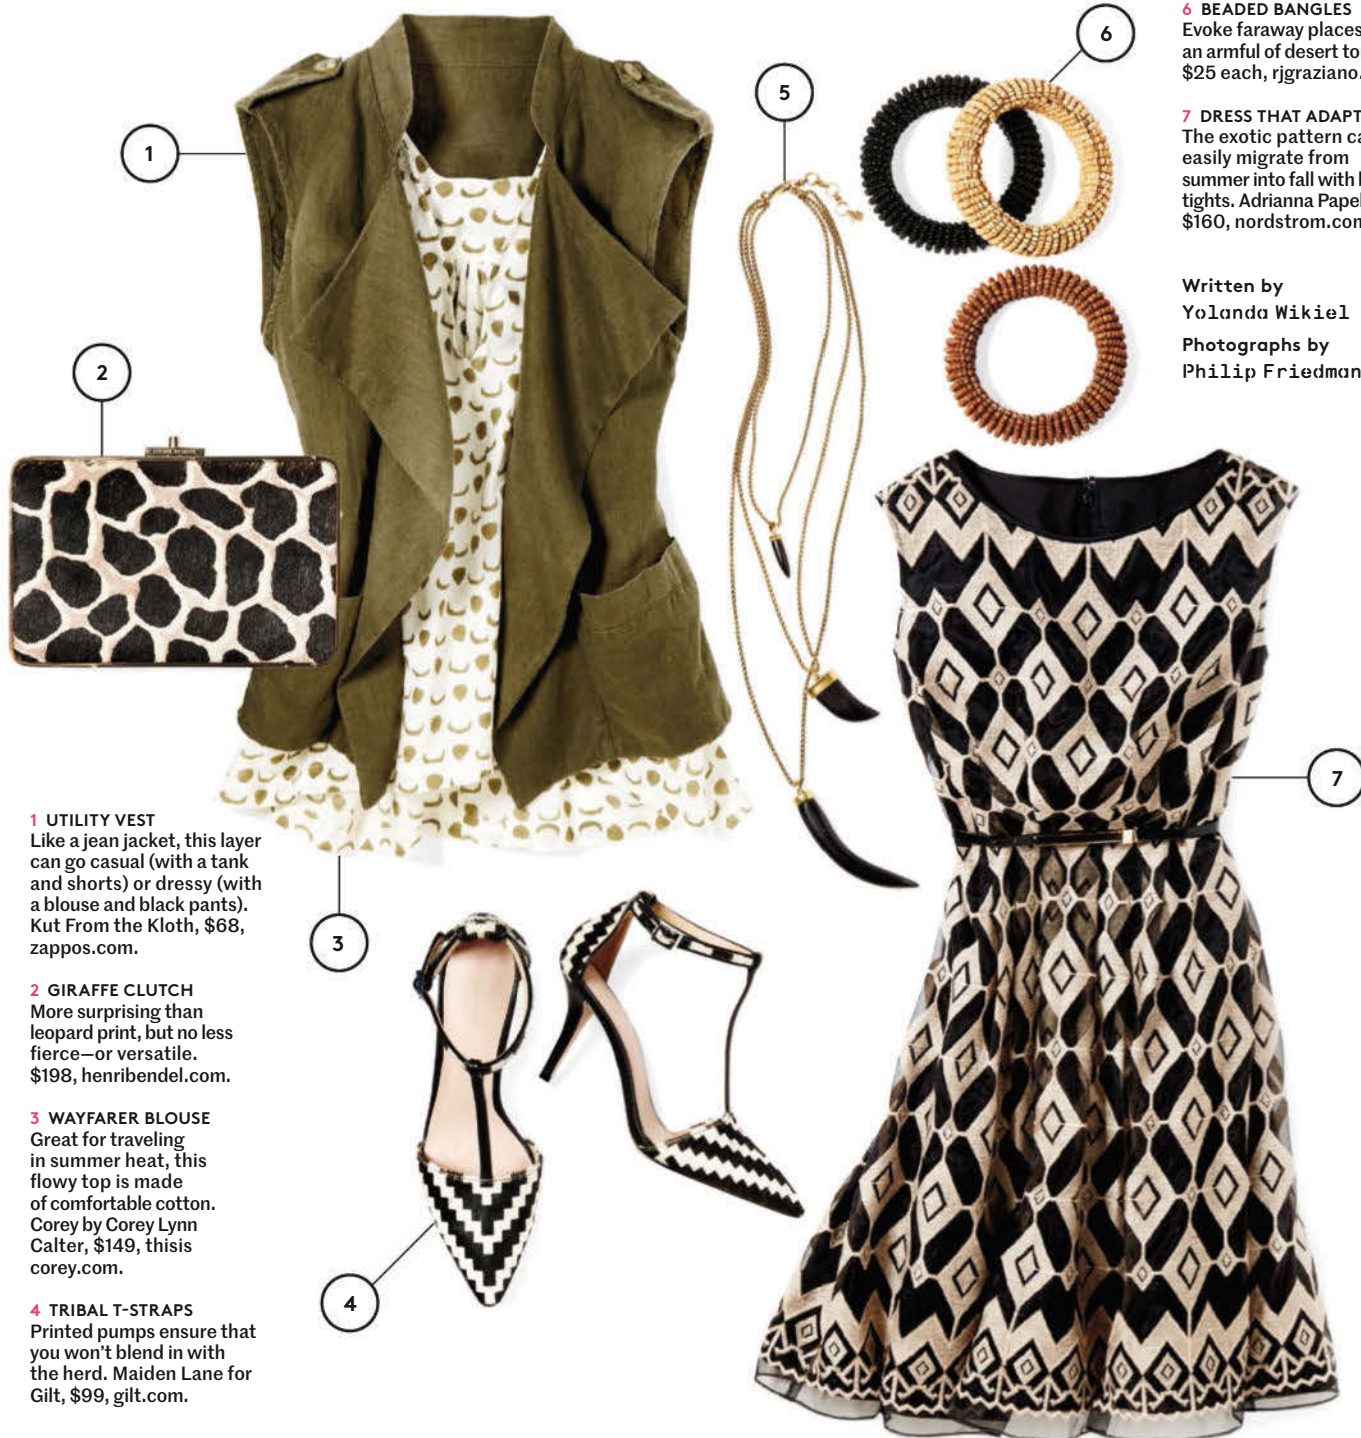 1 UTILITY VEST
Like a jean jacket, this layer
can go casual (with a tank
and shorts) or dressy (with
a blouse and black pants).
Kut From the Kloth, $68,
zappos.com.
2 GIRAFFE CLUTCH
More surprising than
leopard print, but no less
fierce—or versatile.
$198, henribendel.com.
3 WAYFARER BLOUSE
Great for traveling
in summer heat, this
flowy top is made
of comfortable cotton.
Corey by Corey Lynn
Calter, $149, thisis
corey.com.
4 TRIBAL T-STRAPS
Printed pumps ensure that
you won't blend in with
the herd. Maiden Lane for
Gilt, $99, gilt.com.
1
2
3
4
5
6
7
6 BEADED BANGLES
Evoke faraway places
an armful of desert
$25 each, rjgraziano.
7 DRESS THAT
The exotic pattern
easily migrate from
summer into fall with
tights. Adrianna
$160,
Written by
Yolanda Wikiel
Photographs by
Philip Friedman